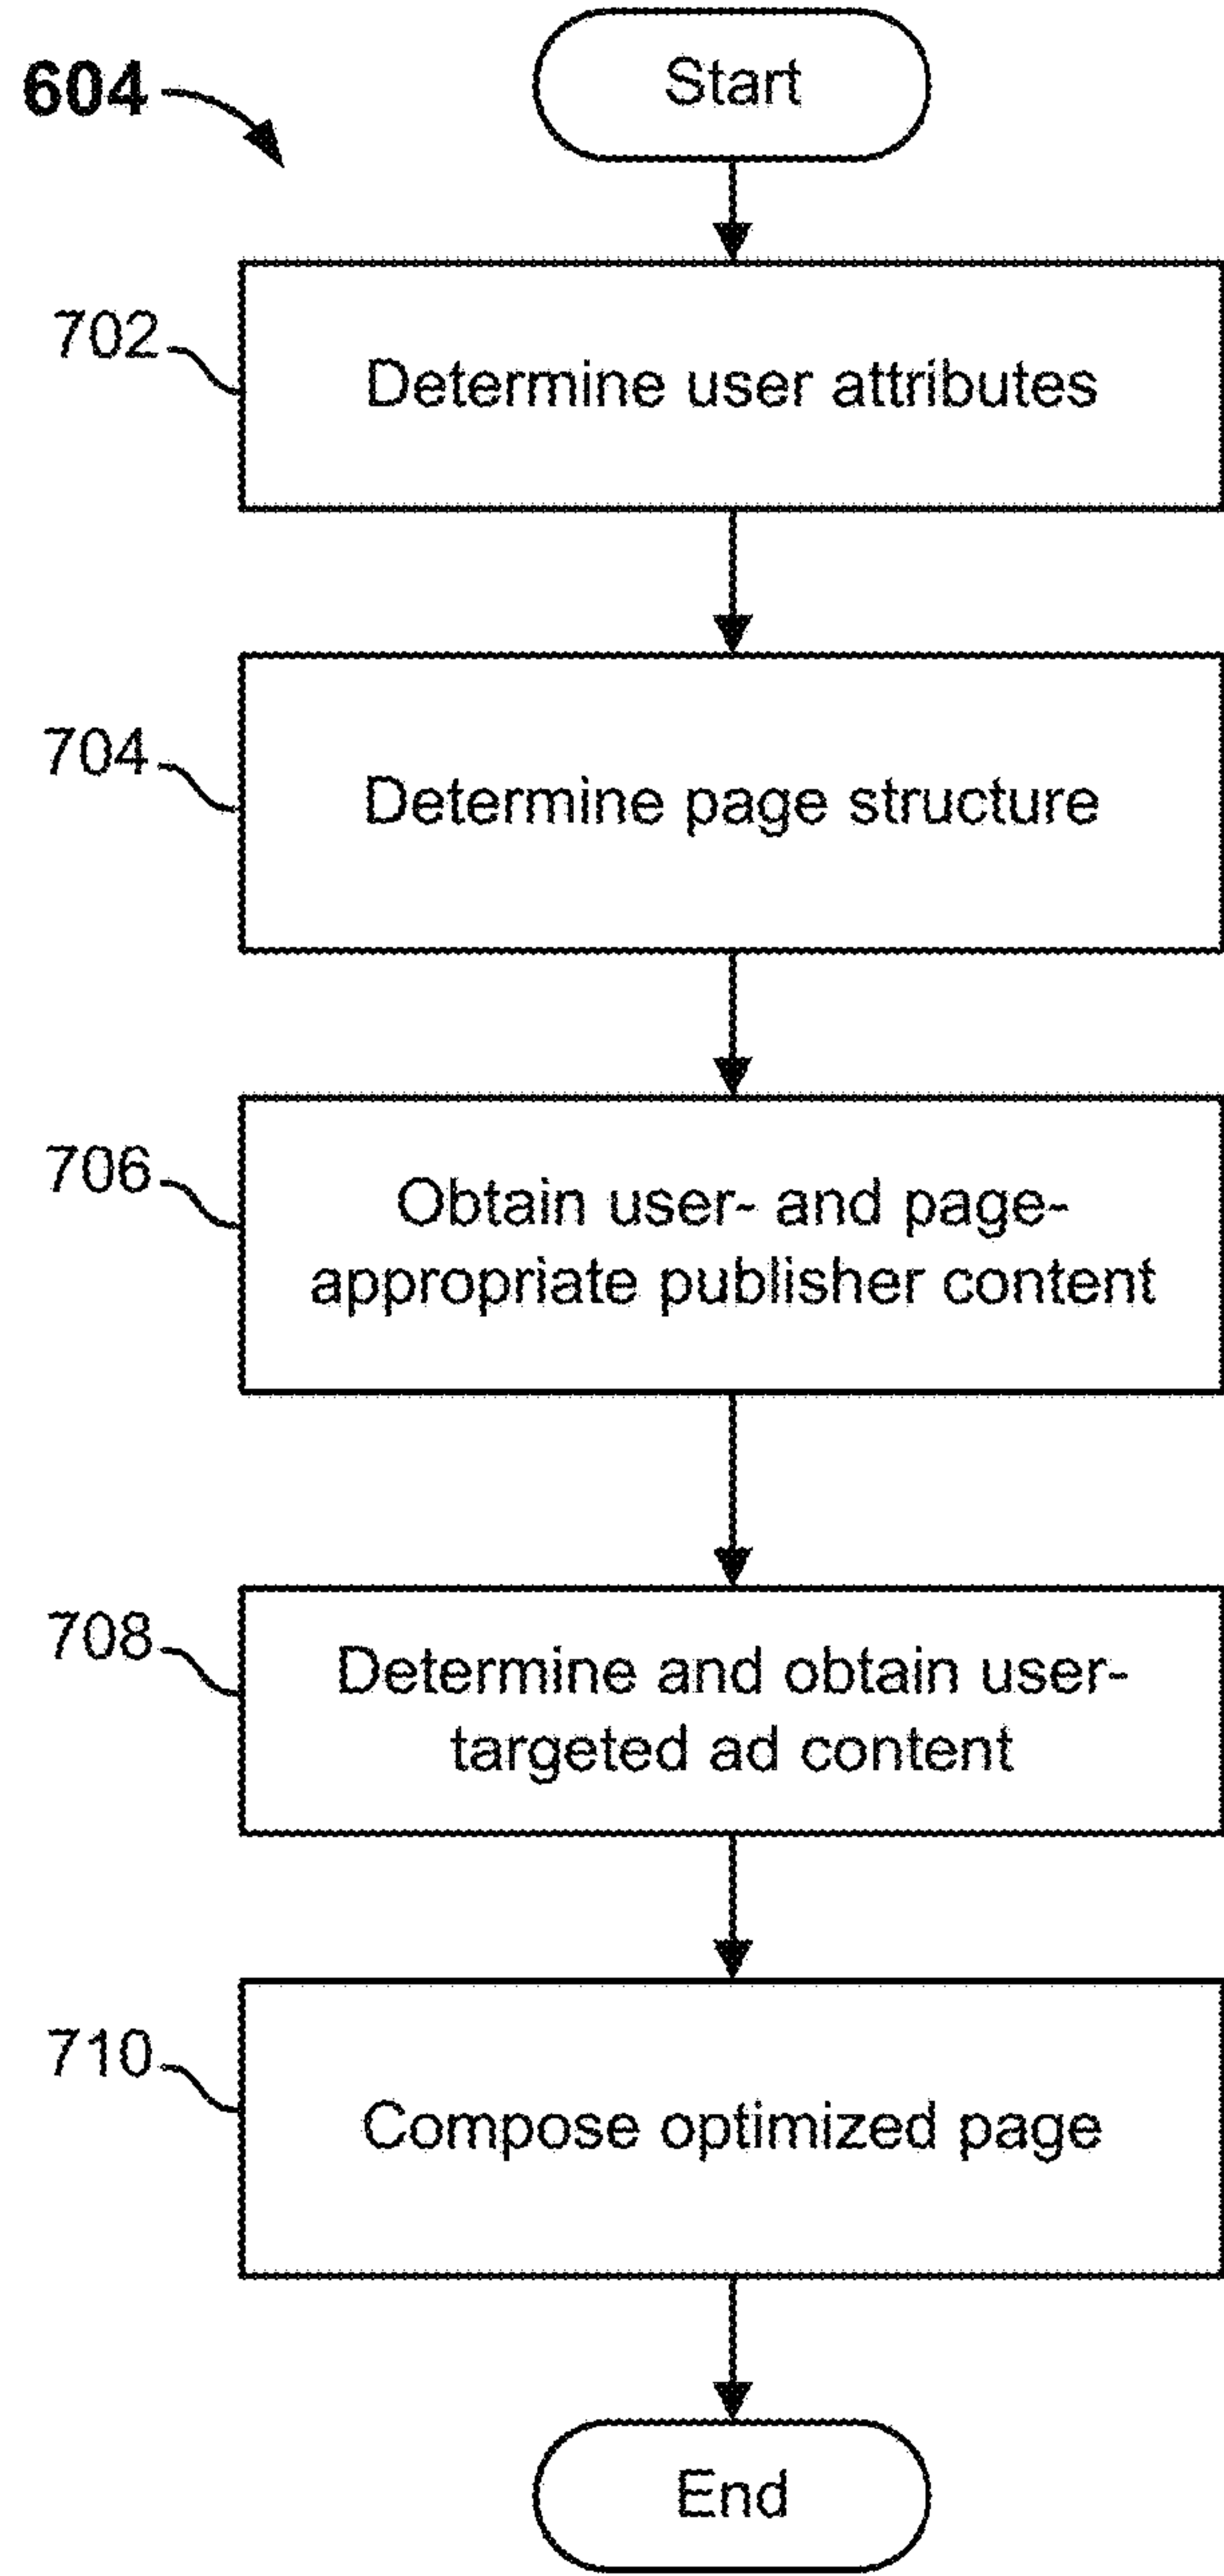 604
Start
702
Determine user attributes
704
Determine page structure
706
Obtain user- and page-
appropriate publisher content
708
Determine and obtain user-
targeted ad content
710
Compose optimized page
End